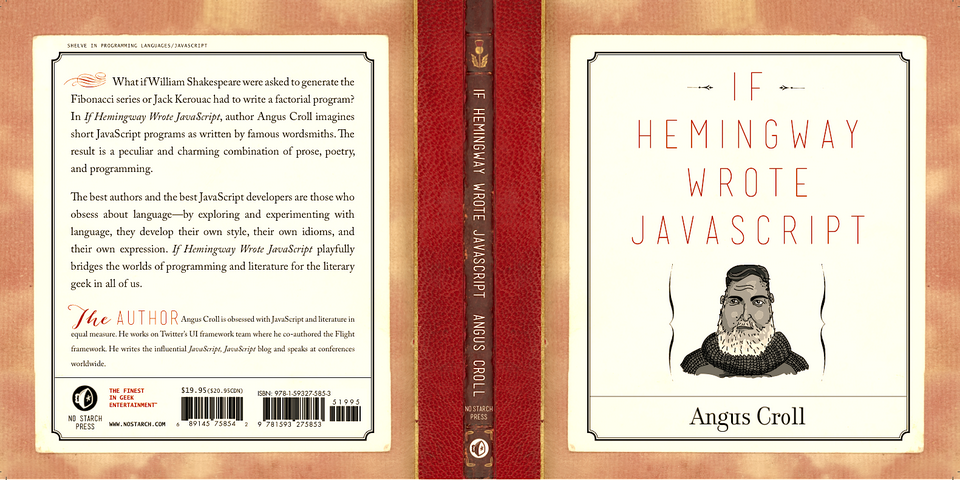 SHELVE IN PROGRAMMING LANGUAGES/JAVASCRIPT
What if William Shakespeare were asked to generate the
Fibonacci series or Jack Kerouac had to write a factorial program?
In If Hemingway Wrote JavaScript, author Angus Croll imagines
short JavaScript programs as written by famous wordsmiths. The
result is a peculiar and charming combination of prose, poetry,
and programming.
The best authors and the best JavaScript developers are those who
obsess about language—by exploring and experimenting with
language, they develop their own style, their own idioms, and
their own expression. If Hemingway Wrote JavaScript playfully
bridges the worlds of programming and literature for the literary
geek in all of us.
The AUTHOR Angus Croll is obsessed with JavaScript and literature in
equal measure. He works on Twitter's UI framework team where he co-authored the Flight
framework. He writes the influential JavaScript, JavaScript blog and speaks at conferences
worldwide.
NO STARCH
PRESS
THE FINEST
IN GEEK
ENTERTAINMENT™
WWW.NOSTARCH.COM
$19.95 ($20.95CDN)
6 89145 75854 2
ISBN: 978-1-59327-585-3
51995
9 781593 275853
IF HEMINGWAY WROTE JAVASCRIPT ANGUS CROLL
NO STARCH
PRESS
IF
HEMINGWAY
WROTE
JAVASCRIPT
Angus Croll